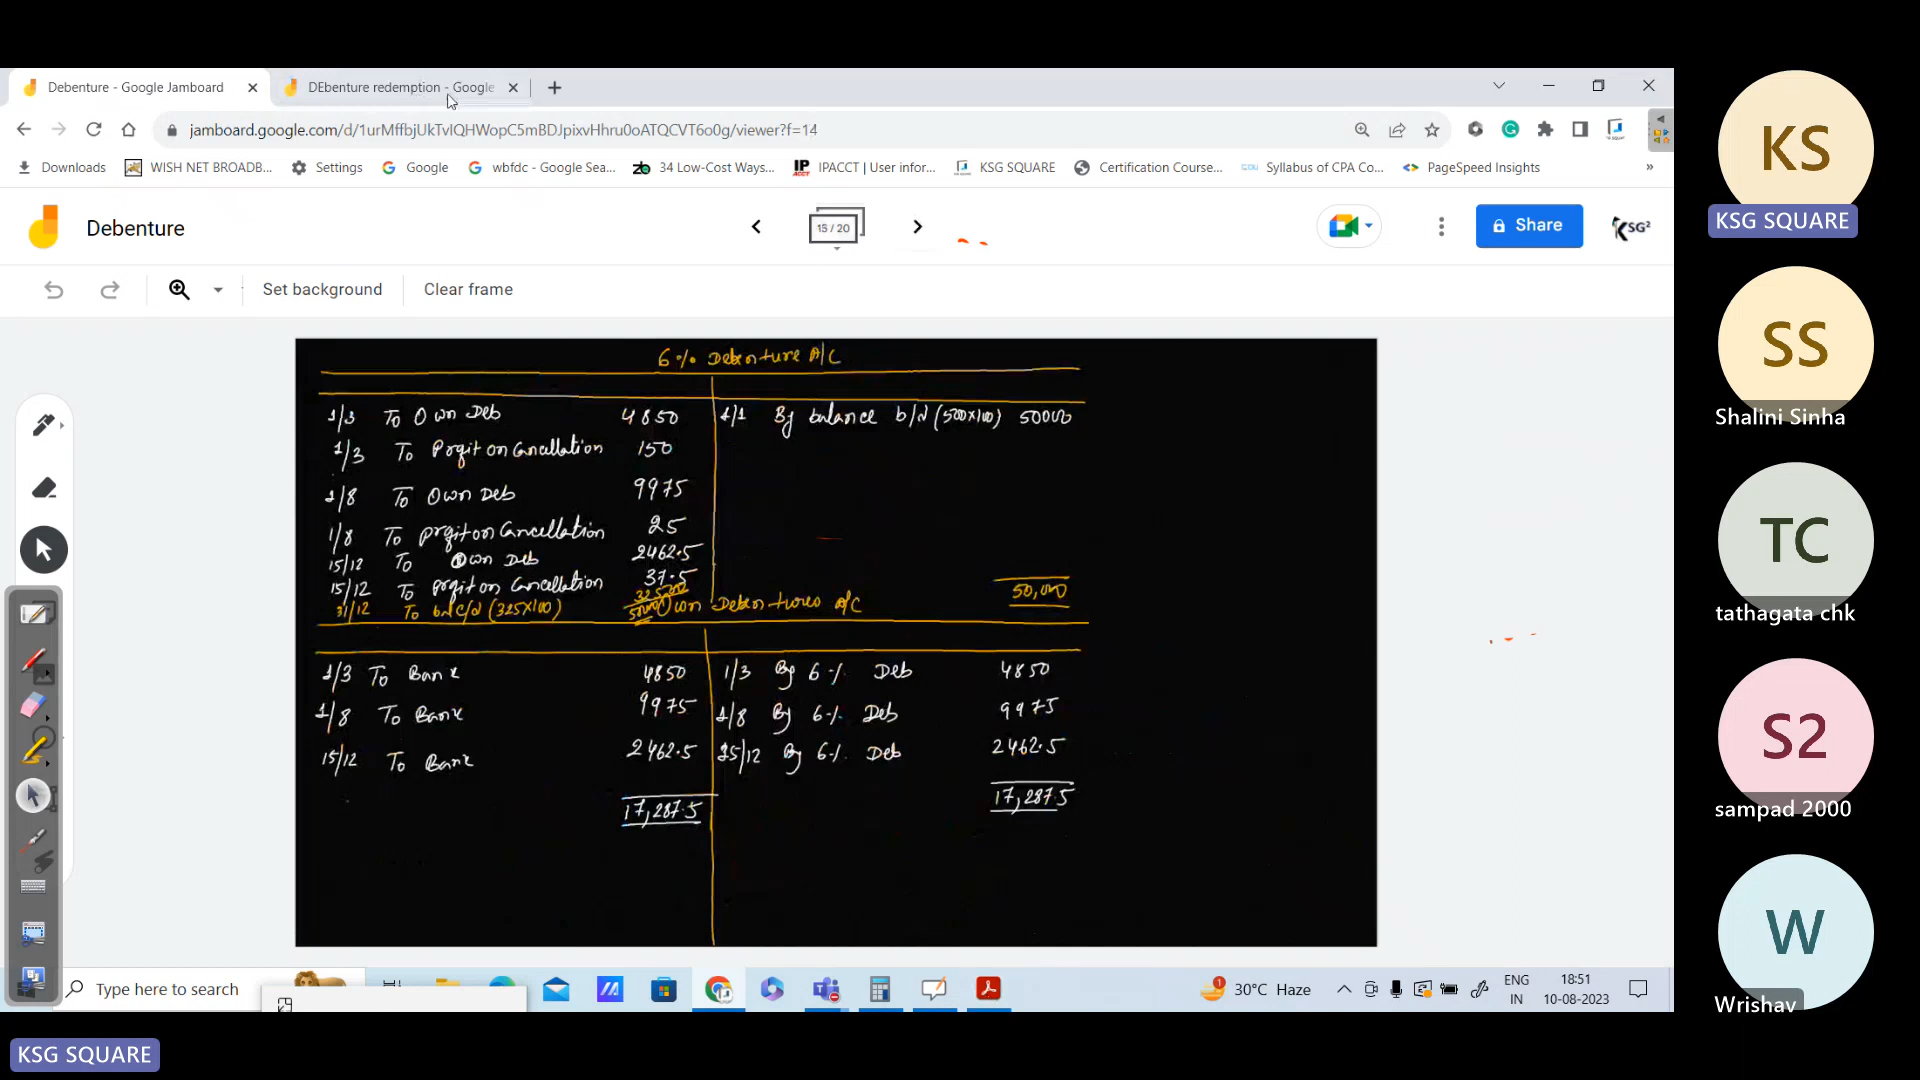 Debenture - Google Jamboard
DEbenture redemption - Google
jamboard.google.com/d/1urMffbjUkTvIQHWopC5mBDJpixvHhru0oATQCVT6o0g/viewer?f=14
Downloads WISH NET BROADB... Settings Google wbfdc - Google Sea... 34 Low-Cost Ways... IPACCT | User infor... KSG SQUARE Certification Course... Syllabus of CPA Co... PageSpeed Insights »
Debenture
15 / 20
Share
KSG²
Set background Clear frame
6% Debenture A/C
1/3 To Own Deb 4850 1/1 By balance b/d (500x100) 50000
1/3 To Profit on Cancellation 150
1/8 To Own Deb 9975
1/8 To profit on Cancellation 25
15/12 To Own Deb 2462.5
15/12 To profit on Cancellation 37.5
31/12 To bal c/d (325x100) 32500
50000 50,000
Own Debentures A/C
1/3 To Bank 4850 1/3 By 6% Deb 4850
1/8 To Bank 9975 1/8 By 6% Deb 9975
15/12 To Bank 2462.5 15/12 By 6% Deb 2462.5
17,287.5 17,287.5
KS
KSG SQUARE
SS
Shalini Sinha
TC
tathagata chk
S2
sampad 2000
W
Wrishav
Type here to search
1
30°C Haze
ENG
IN
18:51
10-08-2023
KSG SQUARE